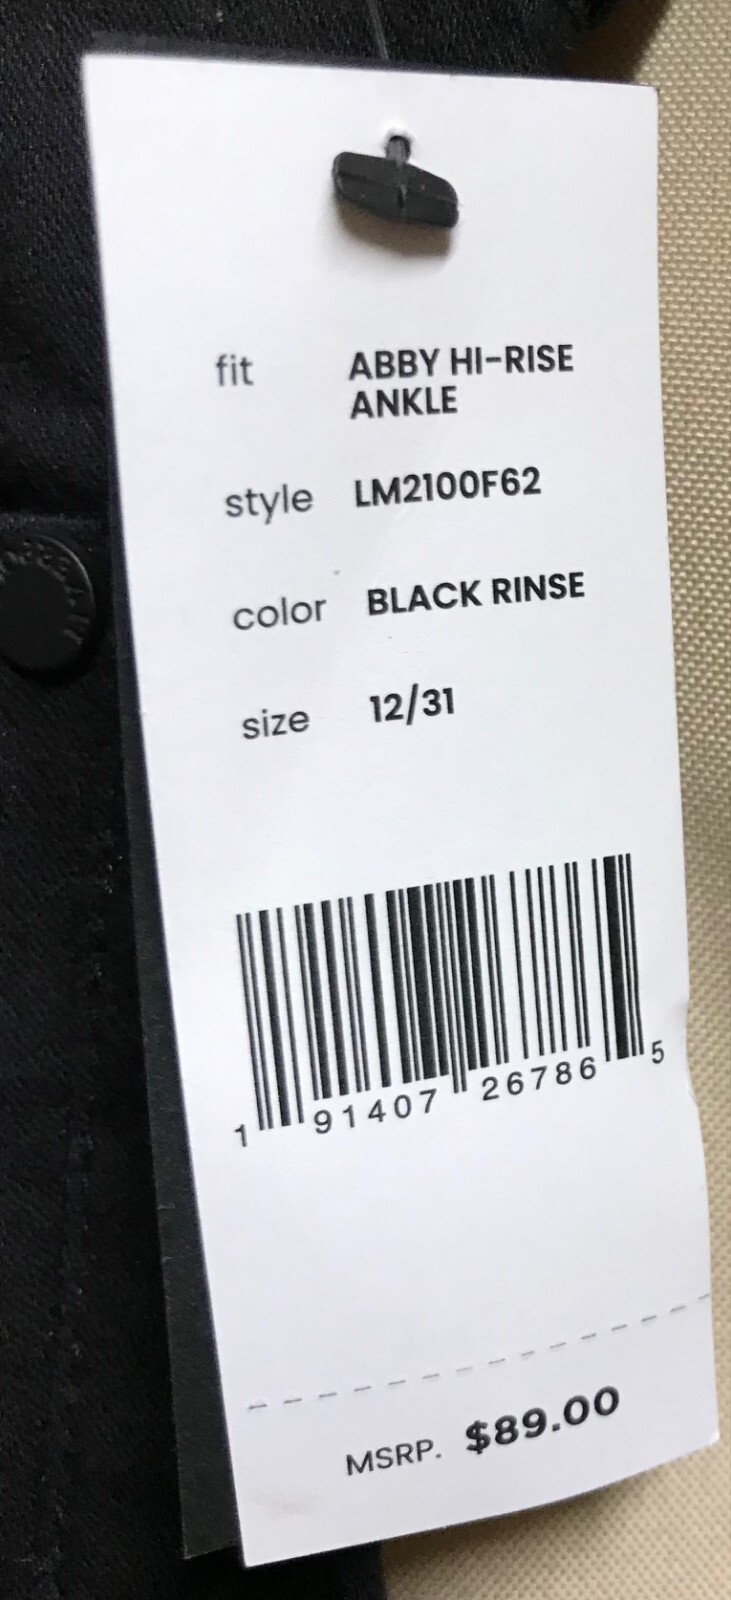 fit ABBY HI-RISE
ANKLE
style LM2100F62
color BLACK RINSE
size 12/31
1 91407 26786 5
MSRP. $89.00